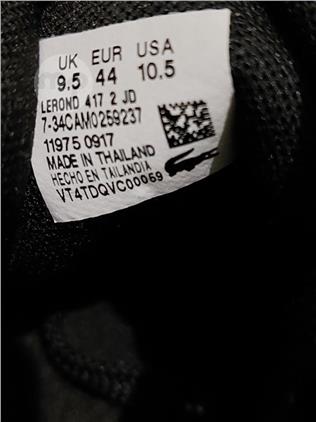 UK EUR USA
9.5 44 10.5
LEROND 417 2 JD
7-34CAM0259237
11975 0917
MADE IN THAILAND
HECHO EN TAILANDIA
VT4TDQVC00069